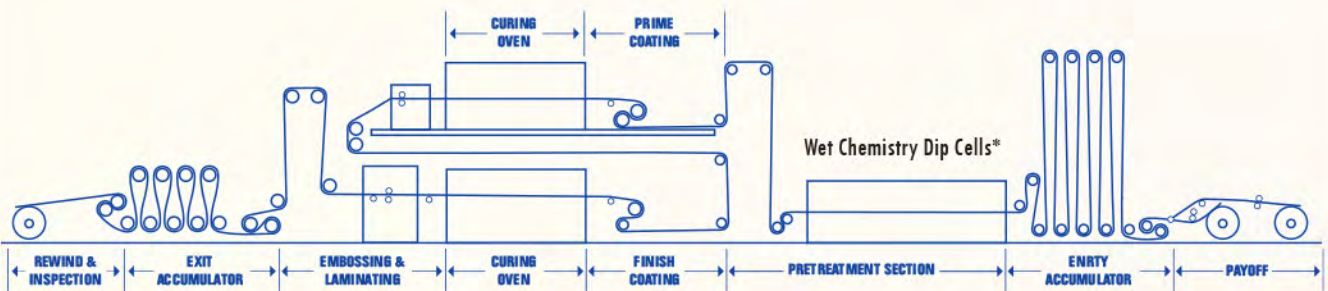 CURING
OVEN
PRIME
COATING
Wet Chemistry Dip Cells*
REWIND &
INSPECTION
EXIT
ACCUMULATOR
EMBOSSING &
LAMINATING
CURING
OVEN
FINISH
COATING
PRETREATMENT SECTION
ENRTY
ACCUMULATOR
PAYOFF